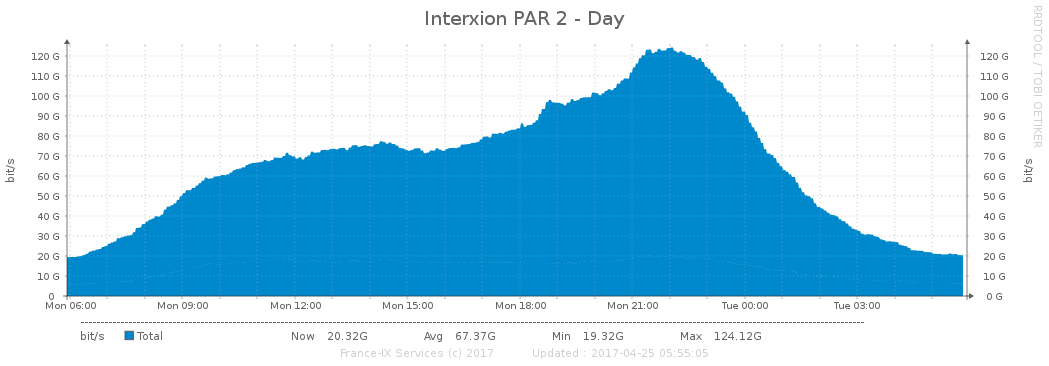 Interxion PAR 2 - Day
RRDTOOL / TOBI OETIKER
bit/s
bit/s
120 G 120 G
110 G 110 G
100 G 100 G
90 G 90 G
80 G 80 G
70 G 70 G
60 G 60 G
50 G 50 G
40 G 40 G
30 G 30 G
20 G 20 G
10 G 10 G
0 0 G
Mon 06:00 Mon 09:00 Mon 12:00 Mon 15:00 Mon 18:00 Mon 21:00 Tue 00:00 Tue 03:00
bit/s Total Now 20.32G Avg 67.37G Min 19.32G Max 124.12G
France-IX Services (c) 2017 Updated : 2017-04-25 05:55:05